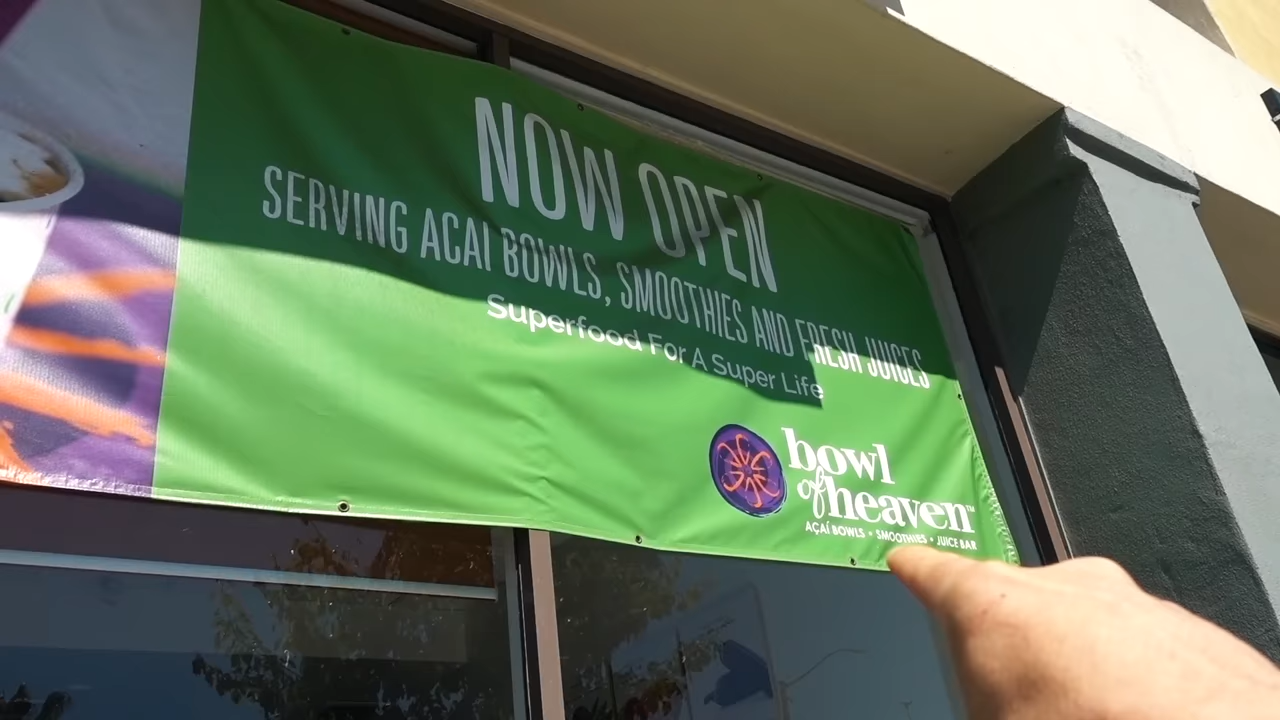 NOW OPEN
SERVING ACAI BOWLS, SMOOTHIES AND FRESH JUICES
Superfood For A Super Life
bowl
of heaven™
AÇAÍ BOWLS • SMOOTHIES • JUICE BAR